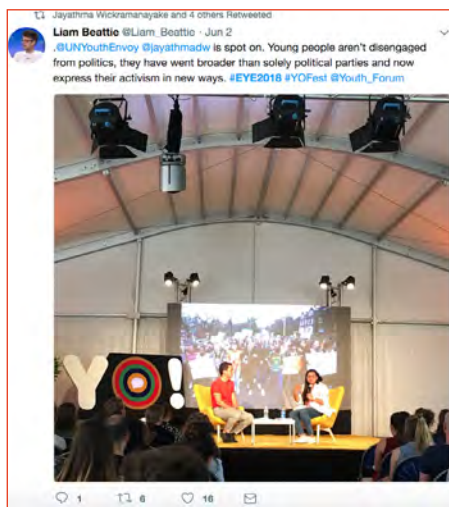 Jayathma Wickramanayake and 4 others Retweeted
Liam Beattie @Liam_Beattie · Jun 2
.@UNYouthEnvoy @jayathmadw is spot on. Young people aren't disengaged
from politics, they have went broader than solely political parties and now
express their activism in new ways. #EYE2018 #YOFest @Youth_Forum
YO!
1 6 16